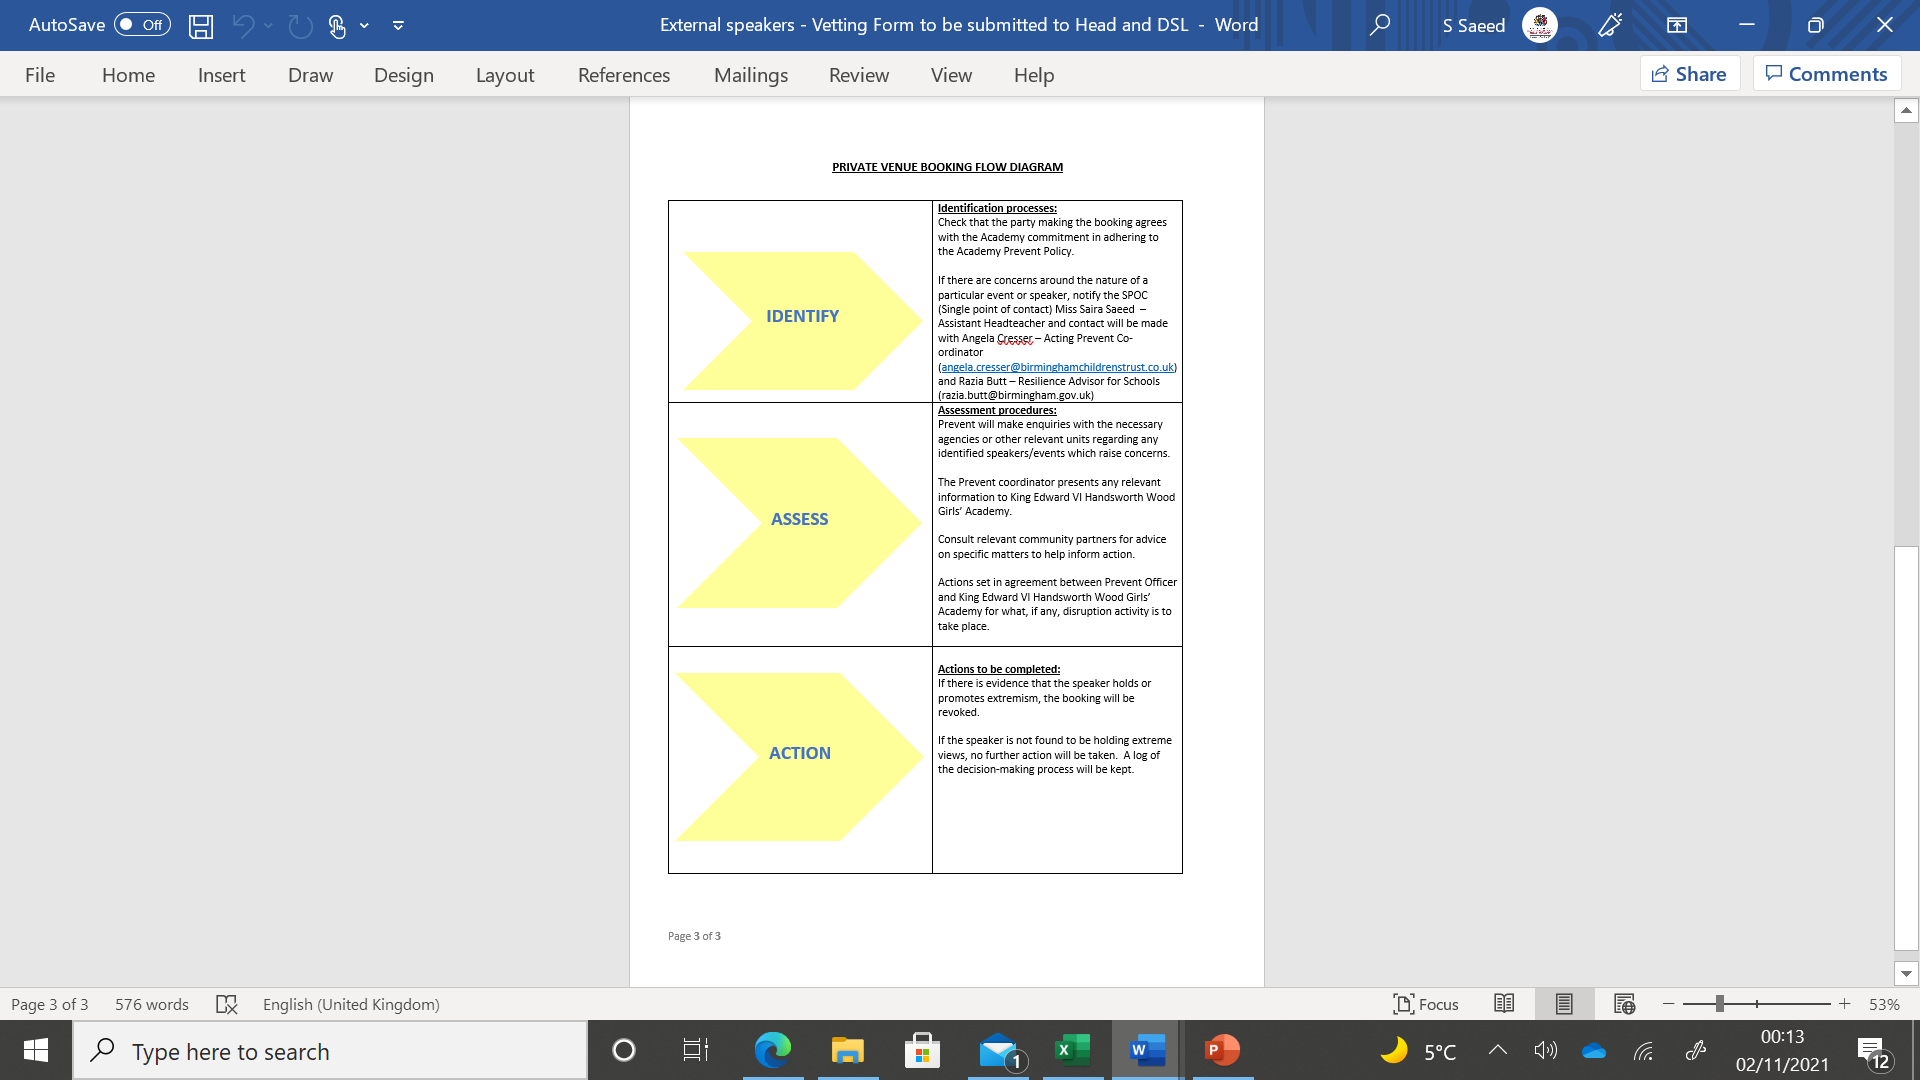 AutoSave Off
External speakers - Vetting Form to be submitted to Head and DSL - Word
S Saeed
File Home Insert Draw Design Layout References Mailings Review View Help
Share Comments
PRIVATE VENUE BOOKING FLOW DIAGRAM
IDENTIFY
Identification processes:
Check that the party making the booking agrees
with the Academy commitment in adhering to
the Academy Prevent Policy.
If there are concerns around the nature of a
particular event or speaker, notify the SPOC
(Single point of contact) Miss Saira Saeed –
Assistant Headteacher and contact will be made
with Angela Cresser – Acting Prevent Co-
ordinator
(angela.cresser@birminghamchildrenstrust.co.uk)
and Razia Butt – Resilience Advisor for Schools
(razia.butt@birmingham.gov.uk)
ASSESS
Assessment procedures:
Prevent will make enquiries with the necessary
agencies or other relevant units regarding any
identified speakers/events which raise concerns.
The Prevent coordinator presents any relevant
information to King Edward VI Handsworth Wood
Girls’ Academy.
Consult relevant community partners for advice
on specific matters to help inform action.
Actions set in agreement between Prevent Officer
and King Edward VI Handsworth Wood Girls’
Academy for what, if any, disruption activity is to
take place.
ACTION
Actions to be completed:
If there is evidence that the speaker holds or
promotes extremism, the booking will be
revoked.
If the speaker is not found to be holding extreme
views, no further action will be taken. A log of
the decision-making process will be kept.
Page 3 of 3
Page 3 of 3 576 words English (United Kingdom)
Focus 53%
Type here to search
1
X
W
P
5°C
00:13
02/11/2021
12